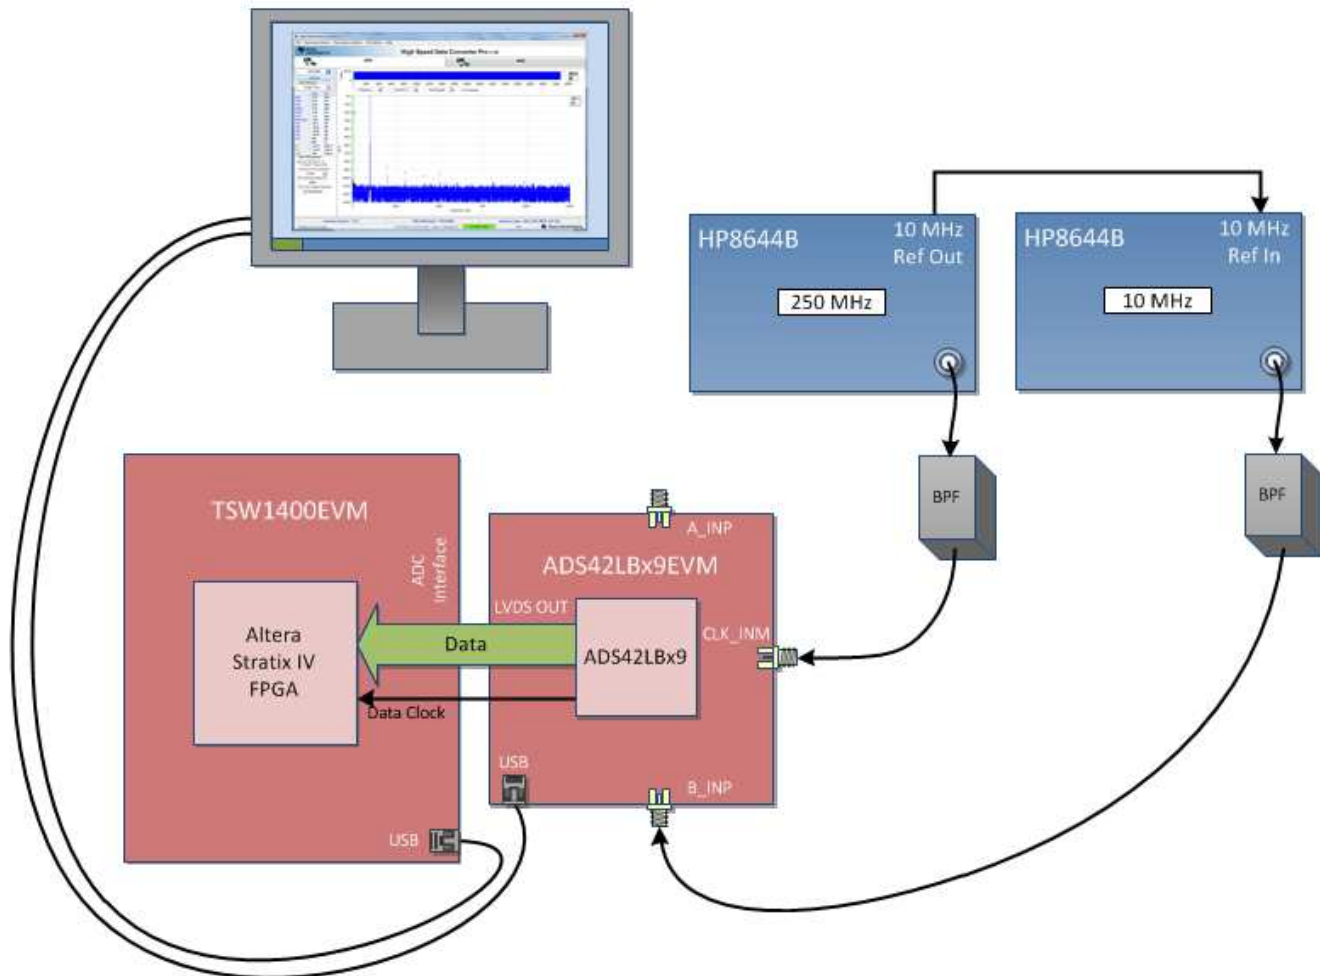 High Speed Data Converter Pro
HP8644B
10 MHz
Ref Out
250 MHz
HP8644B
10 MHz
Ref In
10 MHz
BPF
BPF
TSW1400EVM
ADC
Interface
Altera
Stratix IV
FPGA
Data
Data Clock
USB
A_INP
ADS42LBx9EVM
LVDS OUT
CLK_INM
ADS42LBx9
USB
B_INP